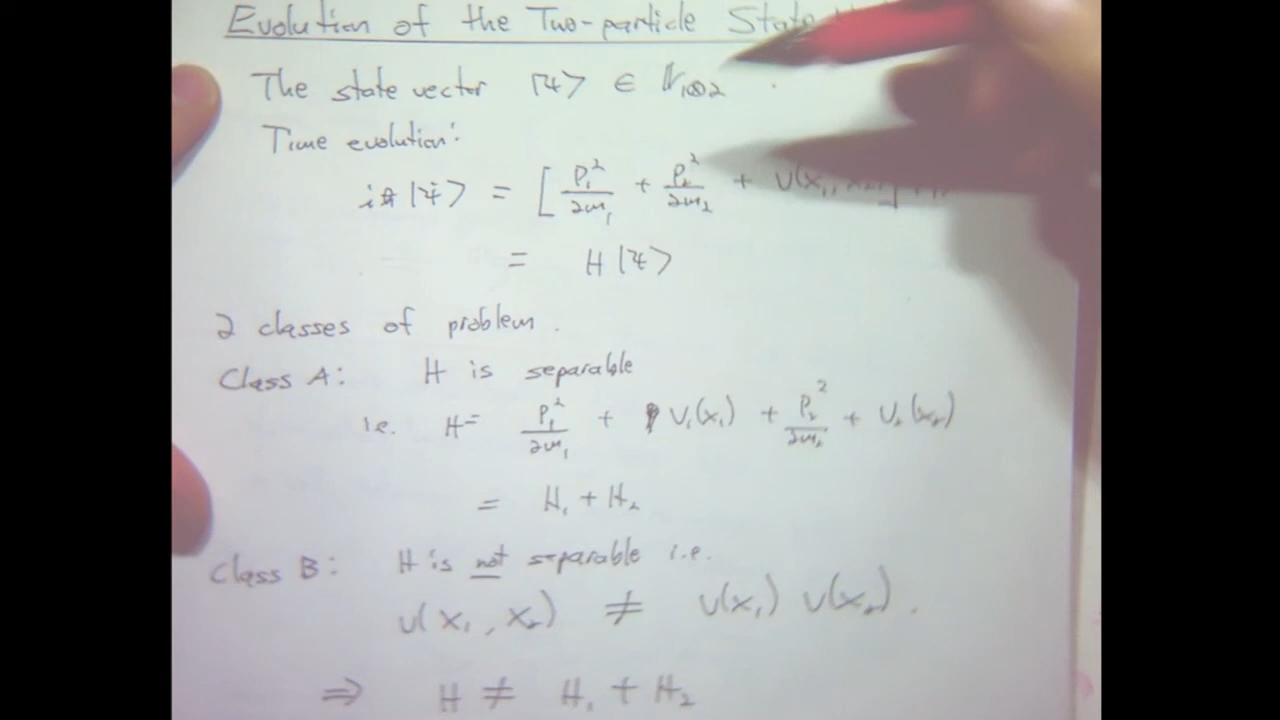 Evolution of the Two-particle State
The state vector |ψ> ∈ V₁⊗₂ .
Time evolution:
iħ |ψ̇> = [ P₁²/2m₁ + P₂²/2m₂ + V(x₁, x₂)]
= H |ψ>
2 classes of problem.
Class A: H is separable
i.e. H = P₁²/2m₁ + V₁(x₁) + P₂²/2m₂ + V₂(x₂)
= H₁ + H₂
Class B: H is not separable i.e.
V(x₁, x₂) ≠ V(x₁) V(x₂).
⇒ H ≠ H₁ + H₂